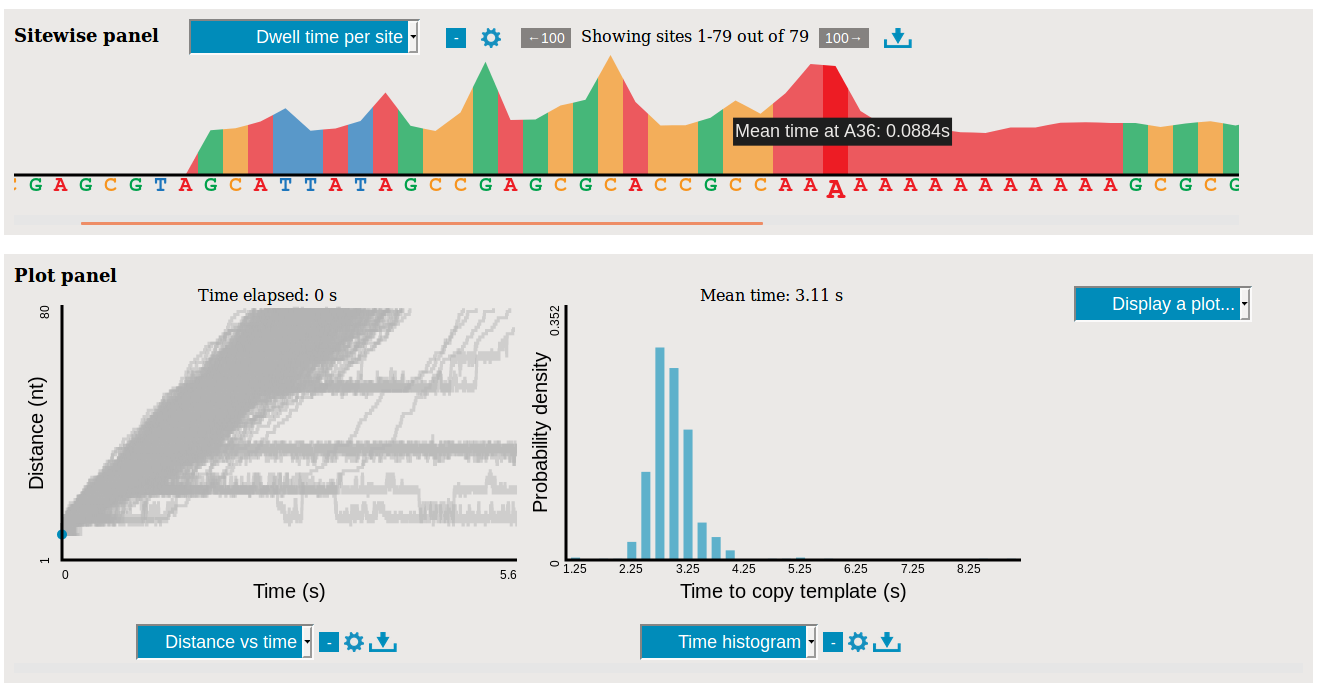 Sitewise panel
Dwell time per site
-
←100
Showing sites 1-79 out of 79
100→
Mean time at A36: 0.0884s
G A G C G T A G C A T T A T A G C C G A G C G C A C C G C C A A A A A A A A A A A A A A G C G C G
Plot panel
Time elapsed: 0 s
80
Distance (nt)
1
0
5.6
Time (s)
Distance vs time
-
Mean time: 3.11 s
0.352
Probability density
0
1.25 2.25 3.25 4.25 5.25 6.25 7.25 8.25
Time to copy template (s)
Time histogram
-
Display a plot...